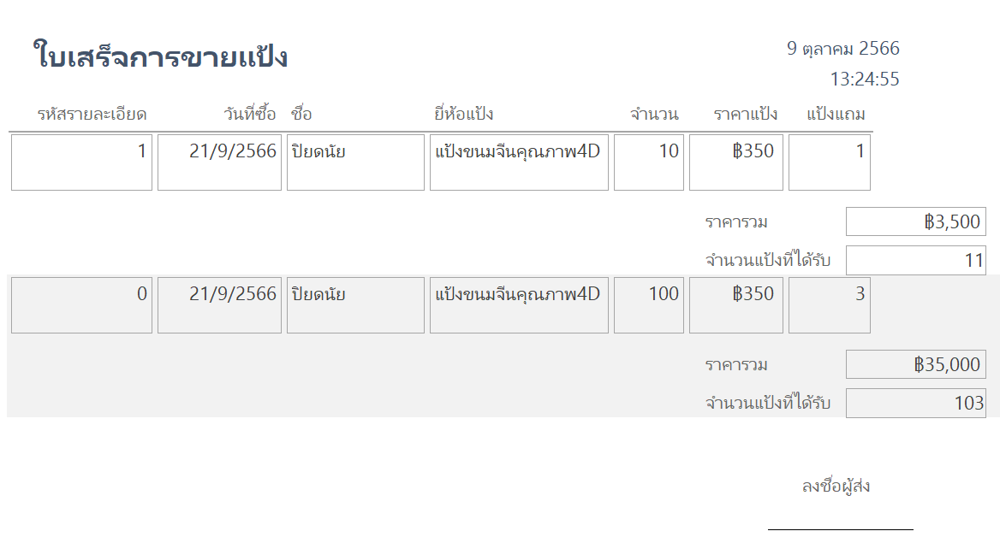 ใบเสร็จการขายแป้ง
9 ตุลาคม 2566
13:24:55
รหัสรายละเอียด วันที่ซื้อ ชื่อ ยี่ห้อแป้ง จำนวน ราคาแป้ง แป้งแถม
1 21/9/2566 ปิยดนัย แป้งขนมจีนคุณภาพ4D 10 ฿350 1
ราคารวม ฿3,500
จำนวนแป้งที่ได้รับ 11
0 21/9/2566 ปิยดนัย แป้งขนมจีนคุณภาพ4D 100 ฿350 3
ราคารวม ฿35,000
จำนวนแป้งที่ได้รับ 103
ลงชื่อผู้ส่ง